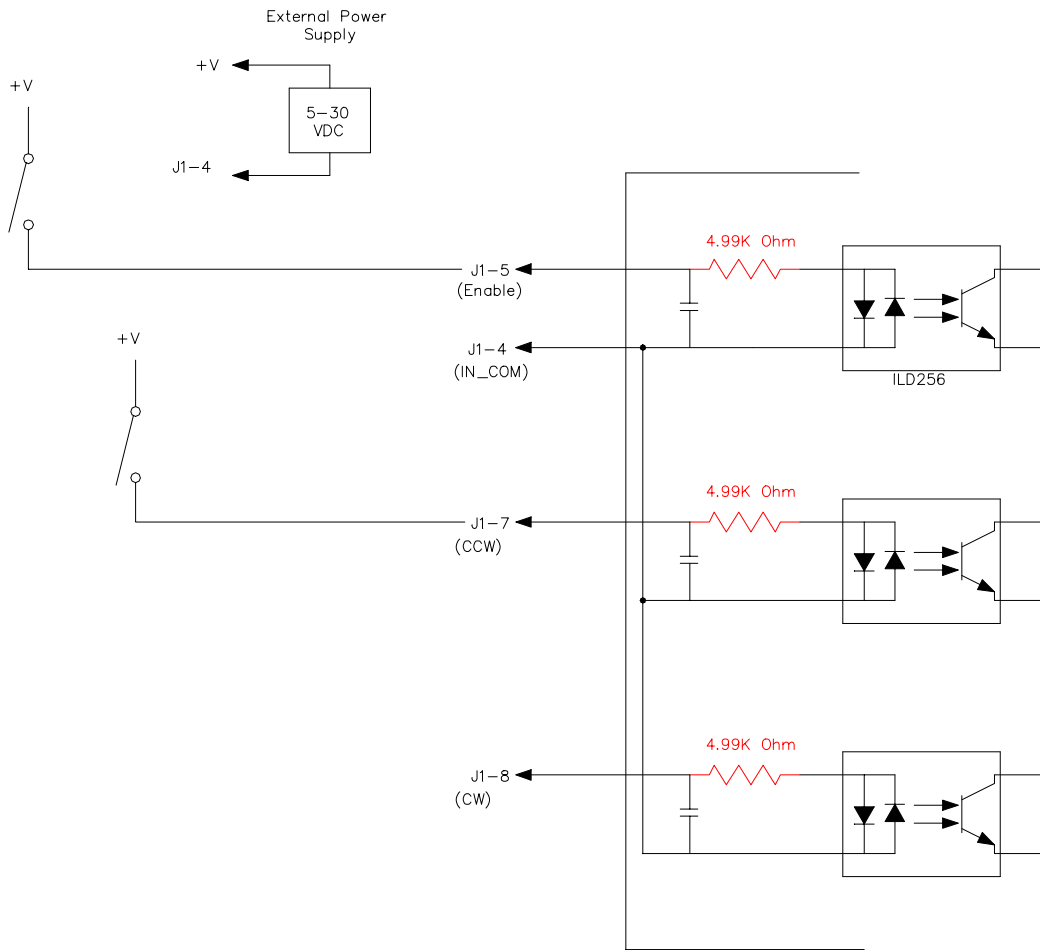 External Power
Supply
+V
+V
5-30
VDC
J1-4
4.99K Ohm
J1-5
(Enable)
+V
J1-4
(IN_COM)
ILD256
4.99K Ohm
J1-7
(CCW)
4.99K Ohm
J1-8
(CW)